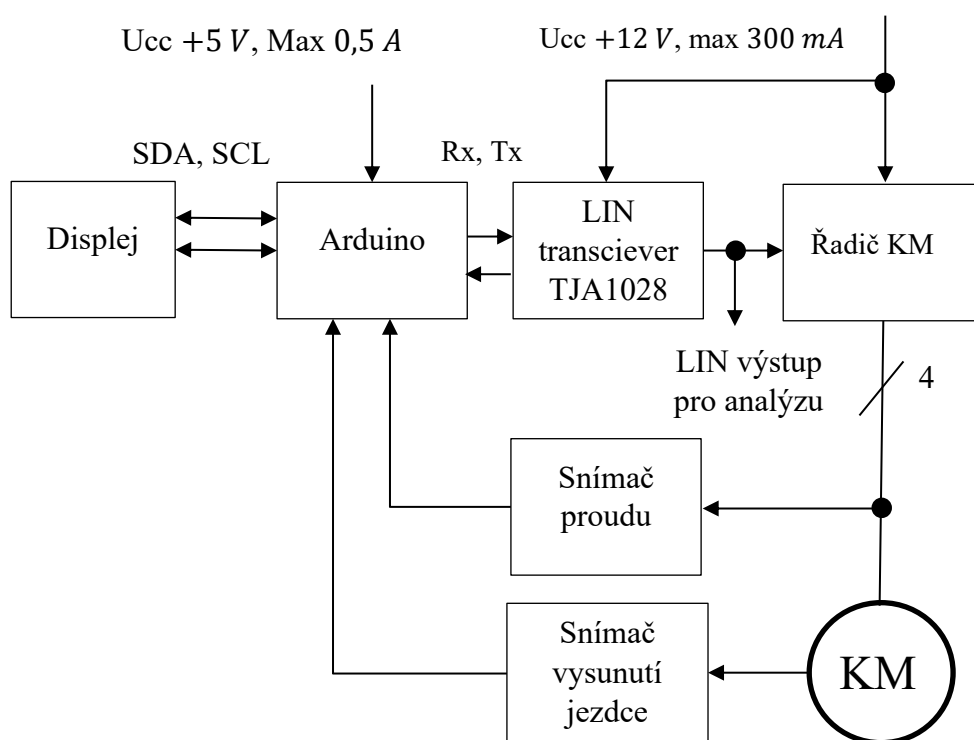 Ucc +5 V, Max 0,5 A
Ucc +12 V, max 300 mA
SDA, SCL
Rx, Tx
Displej
Arduino
LIN
transciever
TJA1028
Řadič KM
LIN výstup
pro analýzu
4
Snímač
proudu
Snímač
vysunutí
jezdce
KM